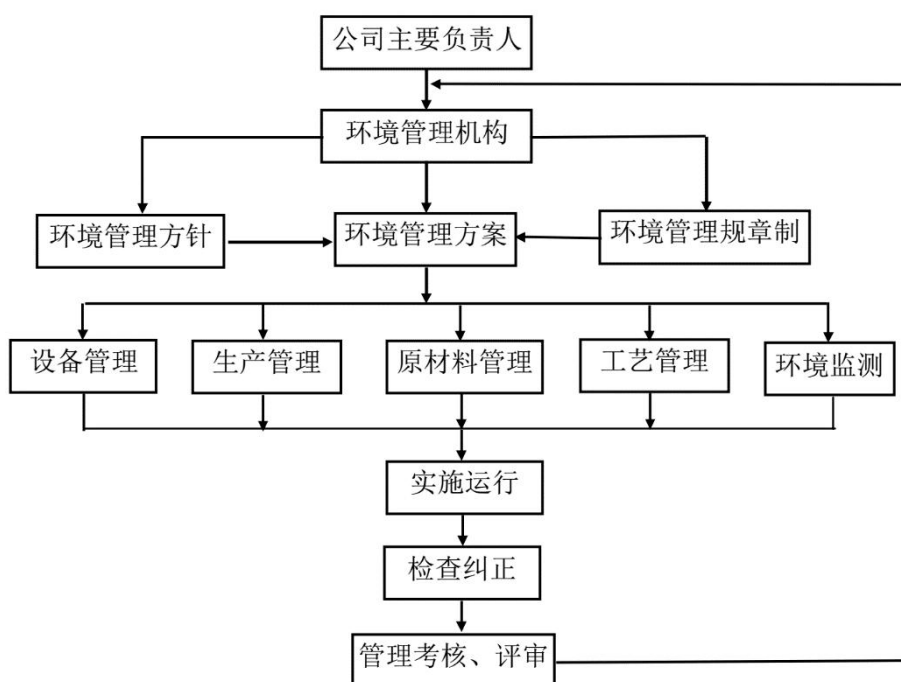 公司主要负责人
环境管理机构
环境管理方针
环境管理方案
环境管理规章制
设备管理
生产管理
原材料管理
工艺管理
环境监测
实施运行
检查纠正
管理考核、评审